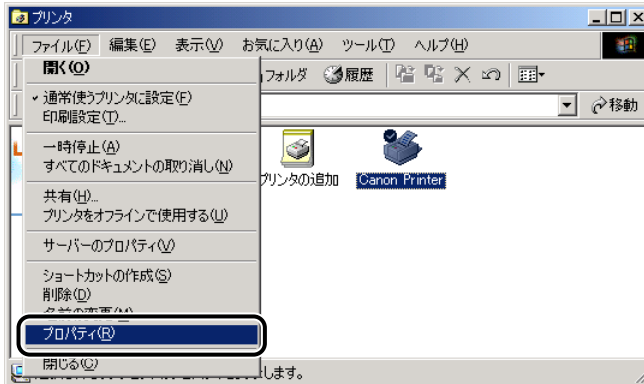 プリンタ
ファイル(F) 編集(E) 表示(V) お気に入り(A) ツール(T) ヘルプ(H)
開く(O)
フォルダ 履歴
通常使うプリンタに設定(F)
移動
印刷設定(T)...
一時停止(A)
すべてのドキュメントの取り消し(N)
プリンタの追加 Canon Printer
共有(H)...
プリンタをオフラインで使用する(U)
サーバーのプロパティ(V)
ショートカットの作成(S)
削除(D)
名前の変更(M)
プロパティ(R)
閉じる(C)
します。